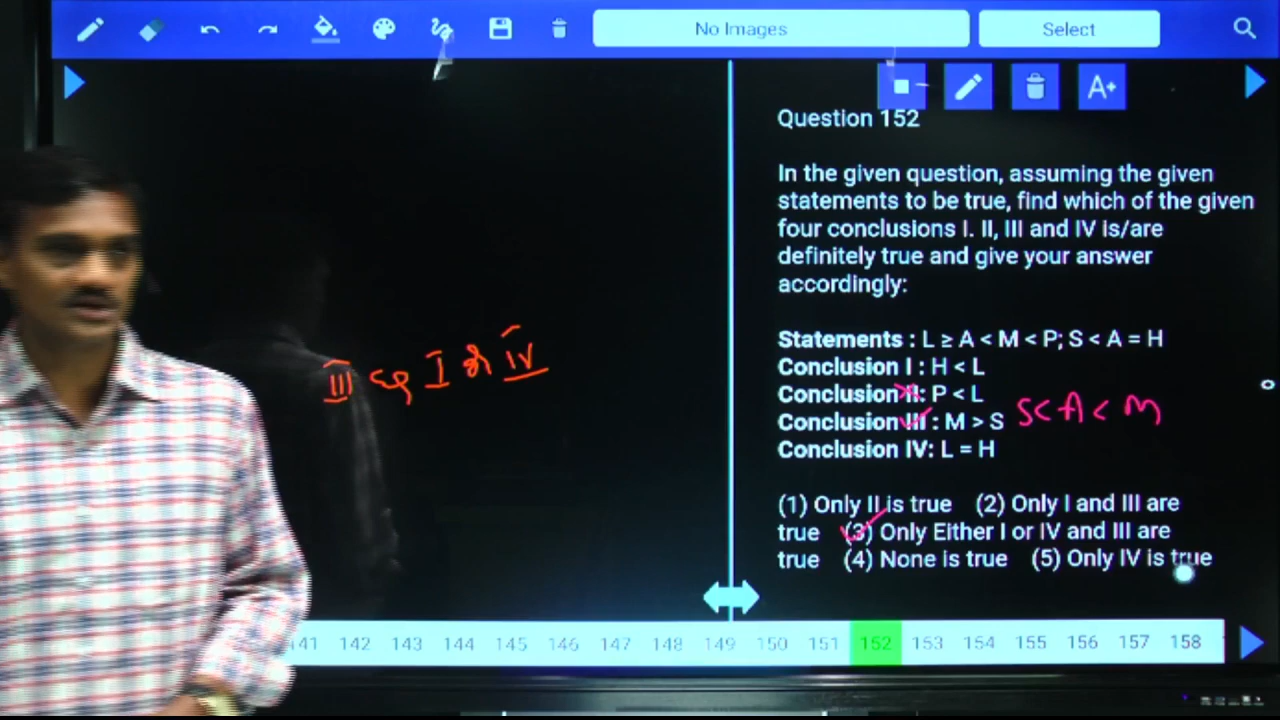 No Images
Select
A+
Question 152
In the given question, assuming the given
statements to be true, find which of the given
four conclusions I. II, III and IV is/are
definitely true and give your answer
accordingly:
Statements : L ≥ A < M < P; S < A = H
Conclusion I : H < L
Conclusion II: P < L
Conclusion III : M > S
S < A < M
Conclusion IV: L = H
III I IV
(1) Only II is true (2) Only I and III are
true (3) Only Either I or IV and III are
true (4) None is true (5) Only IV is true
141 142 143 144 145 146 147 148 149 150 151 152 153 154 155 156 157 158